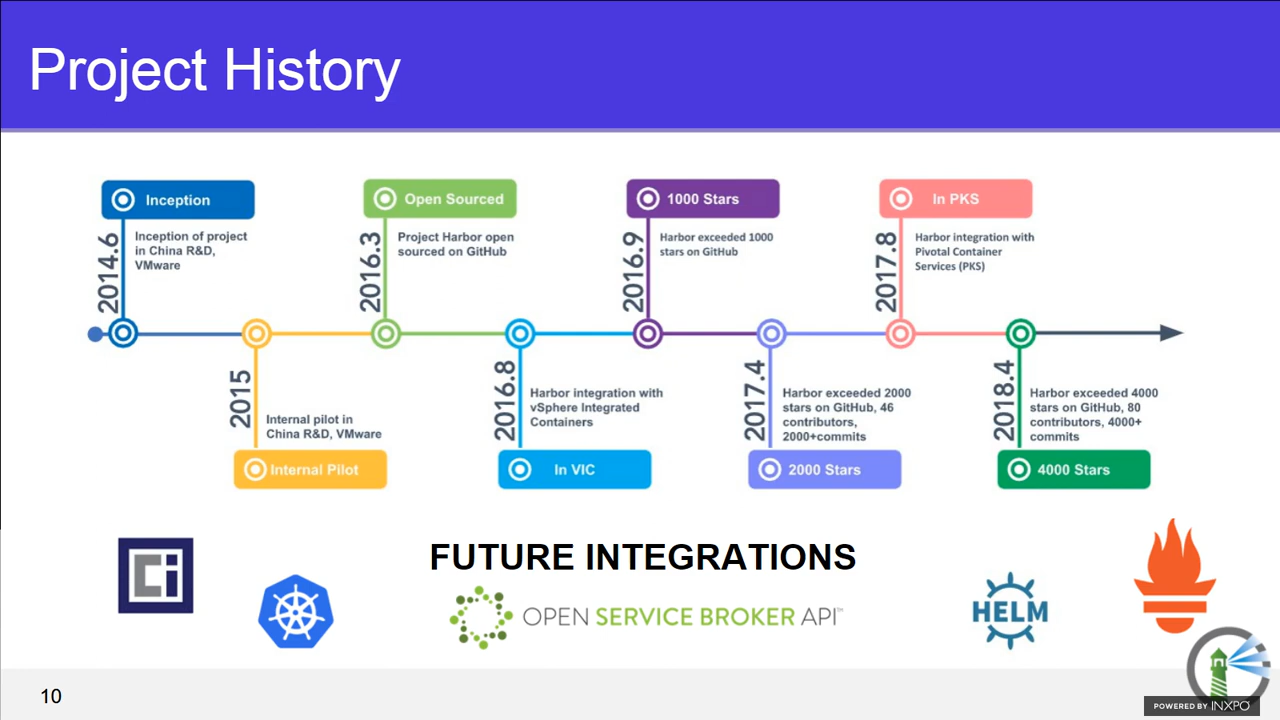 Project History
Inception
Open Sourced
1000 Stars
In PKS
2014.6
Inception of project
in China R&D,
VMware
2016.3
Project Harbor open
sourced on GitHub
2016.9
Harbor exceeded 1000
stars on GitHub
2017.8
Harbor integration with
Pivotal Container
Services (PKS)
2015
Internal pilot in
China R&D, VMware
2016.8
Harbor integration with
vSphere Integrated
Containers
2017.4
Harbor exceeded 2000
stars on GitHub, 46
contributors,
2000+commits
2018.4
Harbor exceeded 4000
stars on GitHub, 80
contributors, 4000+
commits
Internal Pilot
In VIC
2000 Stars
4000 Stars
FUTURE INTEGRATIONS
Ci
OPEN SERVICE BROKER API™
HELM
10
POWERED BY INXPO